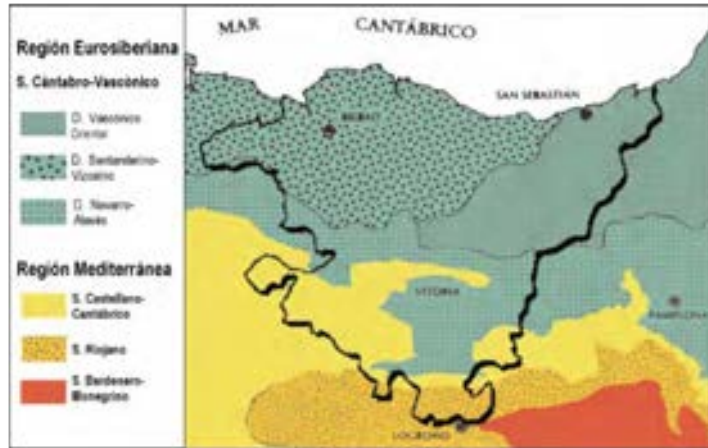 Región Eurosiberiana
S. Cántabro-Vascónico
D. Vascónico
Oriental
D. Santanderino-
Vizcaíno
D. Navarro-
Alavés
Región Mediterránea
S. Castellano-
Cantábrico
S. Riojano
S. Bardenero-
Monegrino
MAR CANTÁBRICO
SAN SEBASTIÁN
BILBAO
VITORIA
PAMPLONA
LOGROÑO